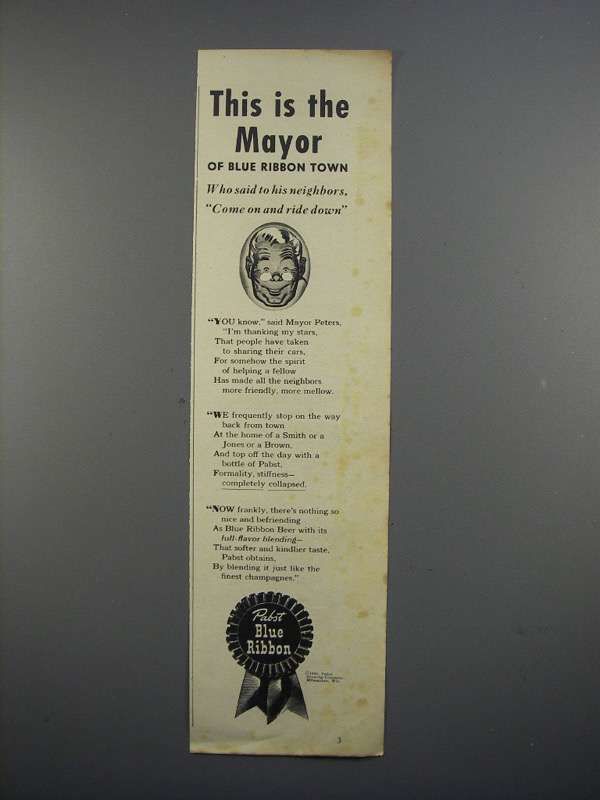 This is the
Mayor
OF BLUE RIBBON TOWN
Who said to his neighbors,
"Come on and ride down"
"YOU know," said Mayor Peters,
"I'm thanking my stars,
That people have taken
to sharing their cars,
For somehow the spirit
of helping a fellow
Has made all the neighbors
more friendly, more mellow.
"WE frequently stop on the way
back from town
At the home of a Smith or a
Jones or a Brown,
And top off the day with a
bottle of Pabst,
Formality, stiffness—
completely collapsed.
"NOW frankly, there's nothing so
nice and befriending
As Blue Ribbon Beer with its
full-flavor blending—
That softer and kindlier taste,
Pabst obtains,
By blending it just like the
finest champagnes."
Pabst
Blue
Ribbon
Pabst
Brewing Company
Milwaukee, Wis.
3